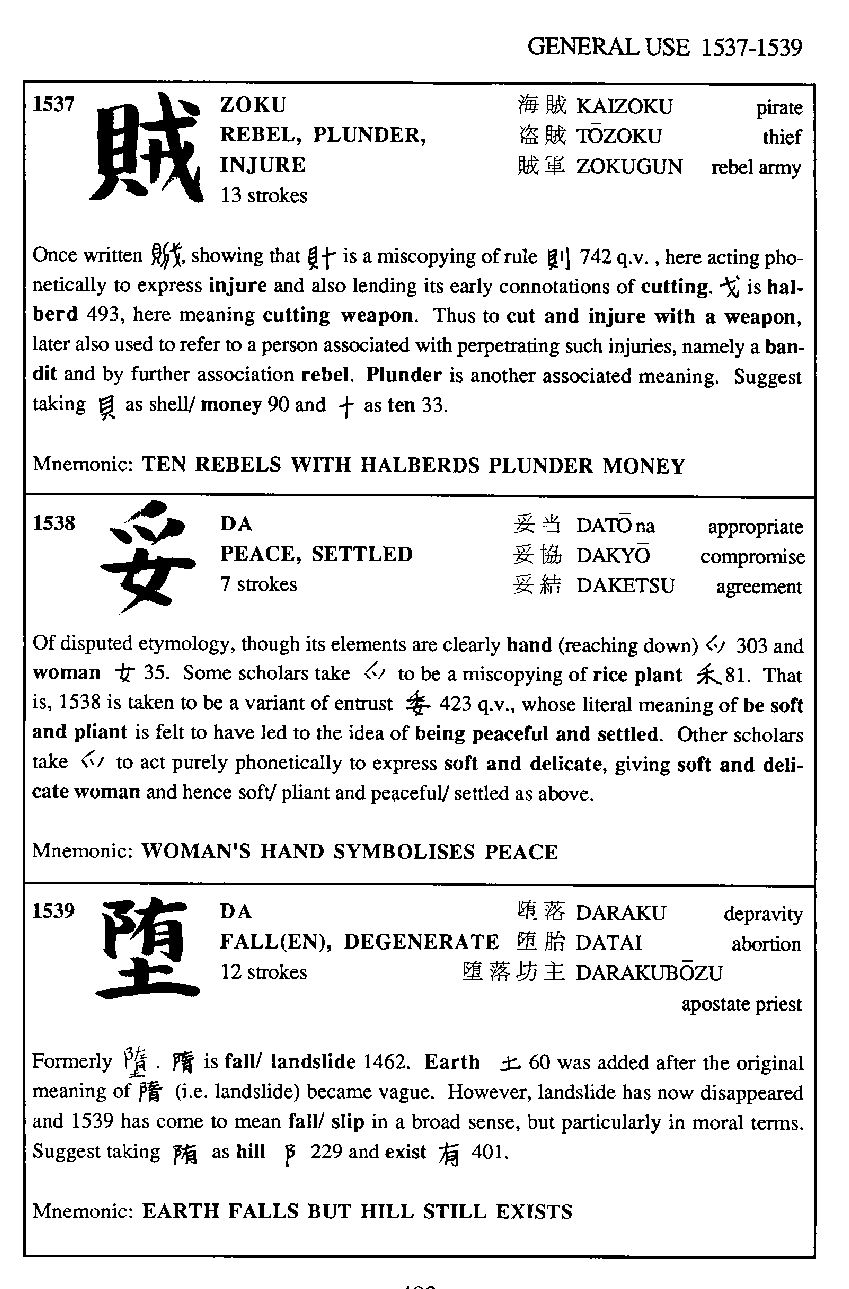 GENERAL USE 1537-1539
1537 賊 ZOKU 海賊 KAIZOKU pirate
REBEL, PLUNDER, 盗賊 TŌZOKU thief
INJURE 賊軍 ZOKUGUN rebel army
13 strokes
Once written , showing that is a miscopying of rule 則 742 q.v. , here acting pho-
netically to express injure and also lending its early connotations of cutting. 戈 is hal-
berd 493, here meaning cutting weapon. Thus to cut and injure with a weapon,
later also used to refer to a person associated with perpetrating such injuries, namely a ban-
dit and by further association rebel. Plunder is another associated meaning. Suggest
taking 貝 as shell/ money 90 and 十 as ten 33.
Mnemonic: TEN REBELS WITH HALBERDS PLUNDER MONEY
1538 妥 DA 妥当 DATŌ na appropriate
PEACE, SETTLED 妥協 DAKYŌ compromise
7 strokes 妥結 DAKETSU agreement
Of disputed etymology, though its elements are clearly hand (reaching down) 303 and
woman 女 35. Some scholars take to be a miscopying of rice plant 禾 81. That
is, 1538 is taken to be a variant of entrust 委 423 q.v., whose literal meaning of be soft
and pliant is felt to have led to the idea of being peaceful and settled. Other scholars
take to act purely phonetically to express soft and delicate, giving soft and deli-
cate woman and hence soft/ pliant and peaceful/ settled as above.
Mnemonic: WOMAN'S HAND SYMBOLISES PEACE
1539 堕 DA 堕落 DARAKU depravity
FALL(EN), DEGENERATE 堕胎 DATAI abortion
12 strokes 堕落坊主 DARAKUBŌZU
apostate priest
Formerly 墮 . is fall/ landslide 1462. Earth 土 60 was added after the original
meaning of (i.e. landslide) became vague. However, landslide has now disappeared
and 1539 has come to mean fall/ slip in a broad sense, but particularly in moral terms.
Suggest taking as hill 阝 229 and exist 有 401.
Mnemonic: EARTH FALLS BUT HILL STILL EXISTS